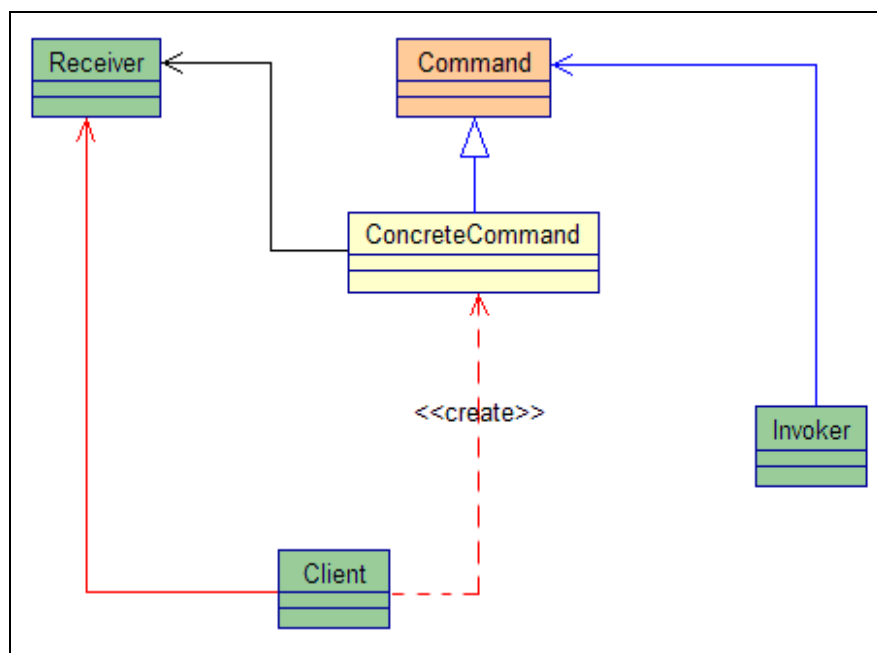 Receiver
Command
ConcreteCommand
<<create>>
Invoker
Client